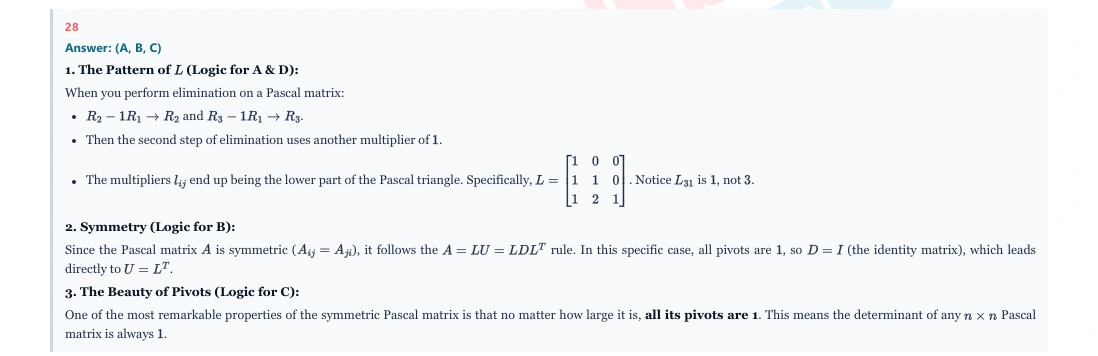 28
Answer: (A, B, C)
1. The Pattern of L (Logic for A & D):
When you perform elimination on a Pascal matrix:
• R₂ − 1R₁ → R₂ and R₃ − 1R₁ → R₃.
• Then the second step of elimination uses another multiplier of 1.
• The multipliers lᵢⱼ end up being the lower part of the Pascal triangle. Specifically, L = [1 0 0; 1 1 0; 1 2 1]. Notice L₃₁ is 1, not 3.
2. Symmetry (Logic for B):
Since the Pascal matrix A is symmetric (Aᵢⱼ = Aⱼᵢ), it follows the A = LU = LDLᵀ rule. In this specific case, all pivots are 1, so D = I (the identity matrix), which leads
directly to U = Lᵀ.
3. The Beauty of Pivots (Logic for C):
One of the most remarkable properties of the symmetric Pascal matrix is that no matter how large it is, all its pivots are 1. This means the determinant of any n × n Pascal
matrix is always 1.